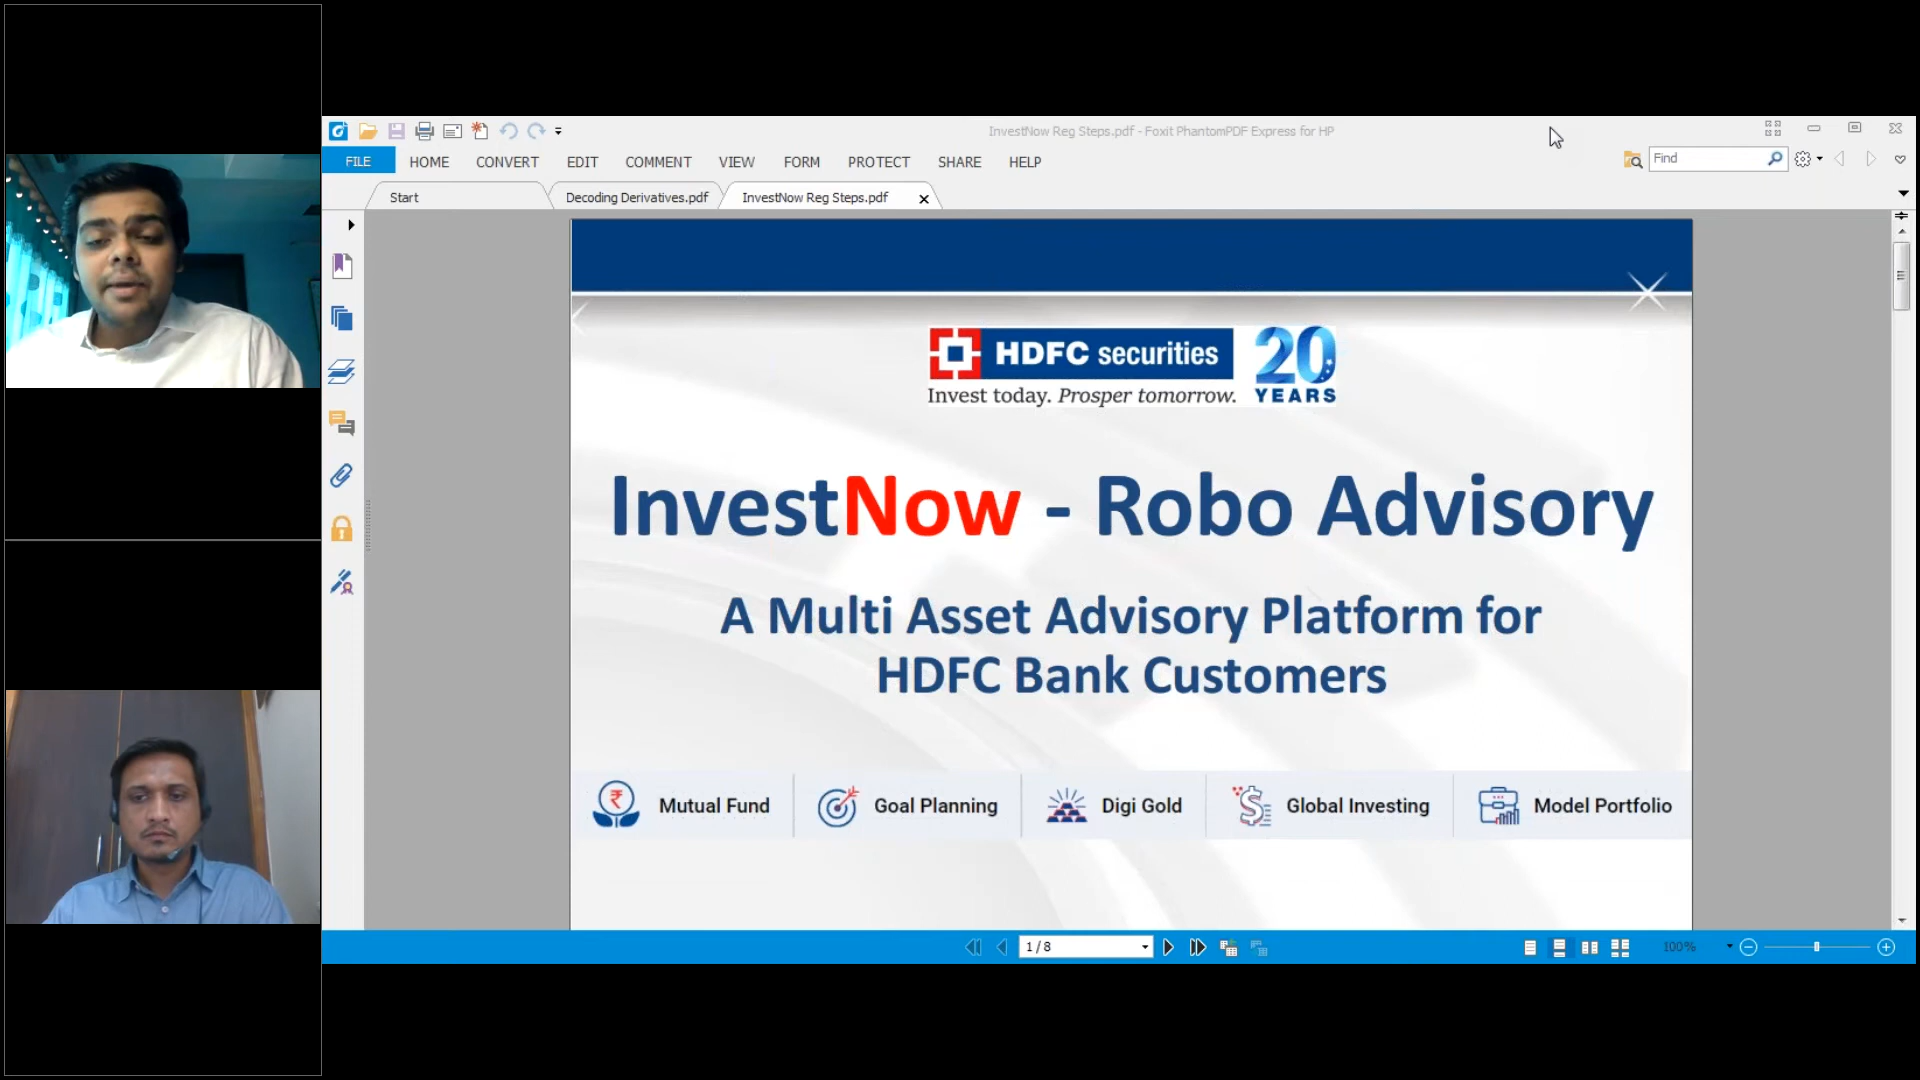 InvestNow Reg Steps.pdf - Foxit PhantomPDF Express for HP
FILE HOME CONVERT EDIT COMMENT VIEW FORM PROTECT SHARE HELP
Find
Start Decoding Derivatives.pdf InvestNow Reg Steps.pdf
HDFC securities
Invest today. Prosper tomorrow.
20
YEARS
InvestNow - Robo Advisory
A Multi Asset Advisory Platform for
HDFC Bank Customers
Mutual Fund Goal Planning Digi Gold Global Investing Model Portfolio
1 / 8
100%